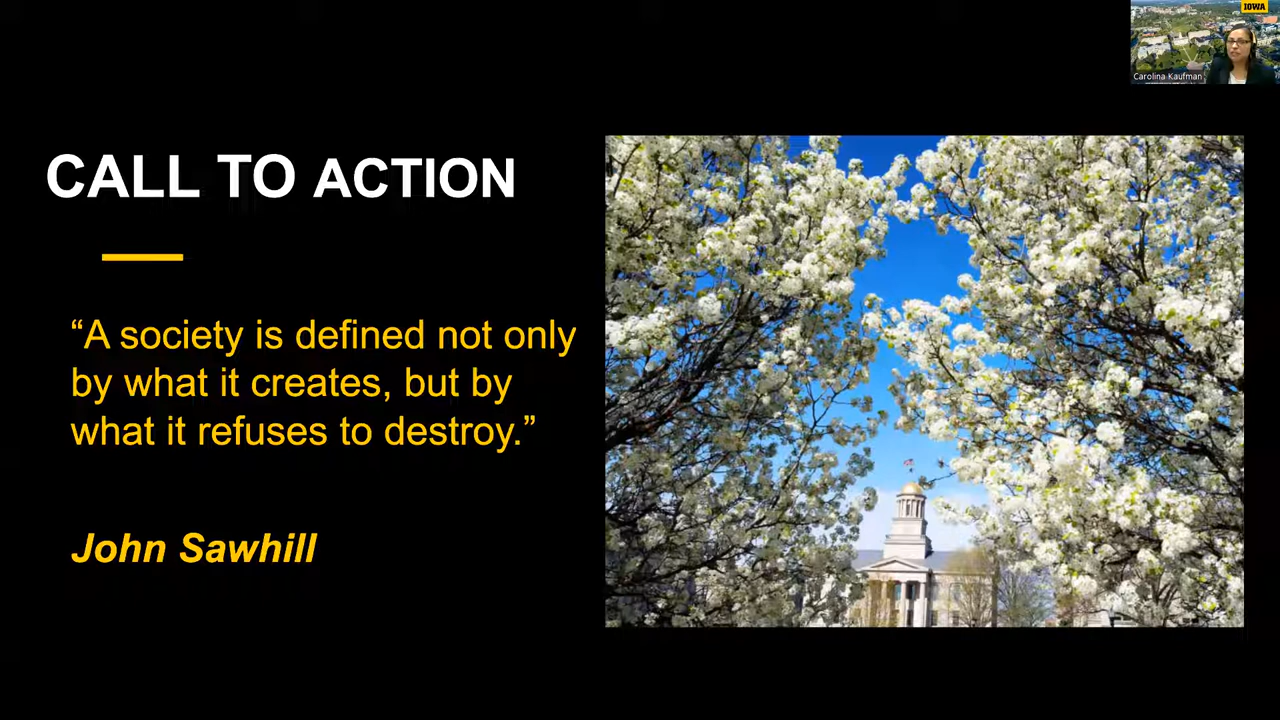 IOWA
Carolina Kaufman
CALL TO ACTION
“A society is defined not only
by what it creates, but by
what it refuses to destroy.”
John Sawhill